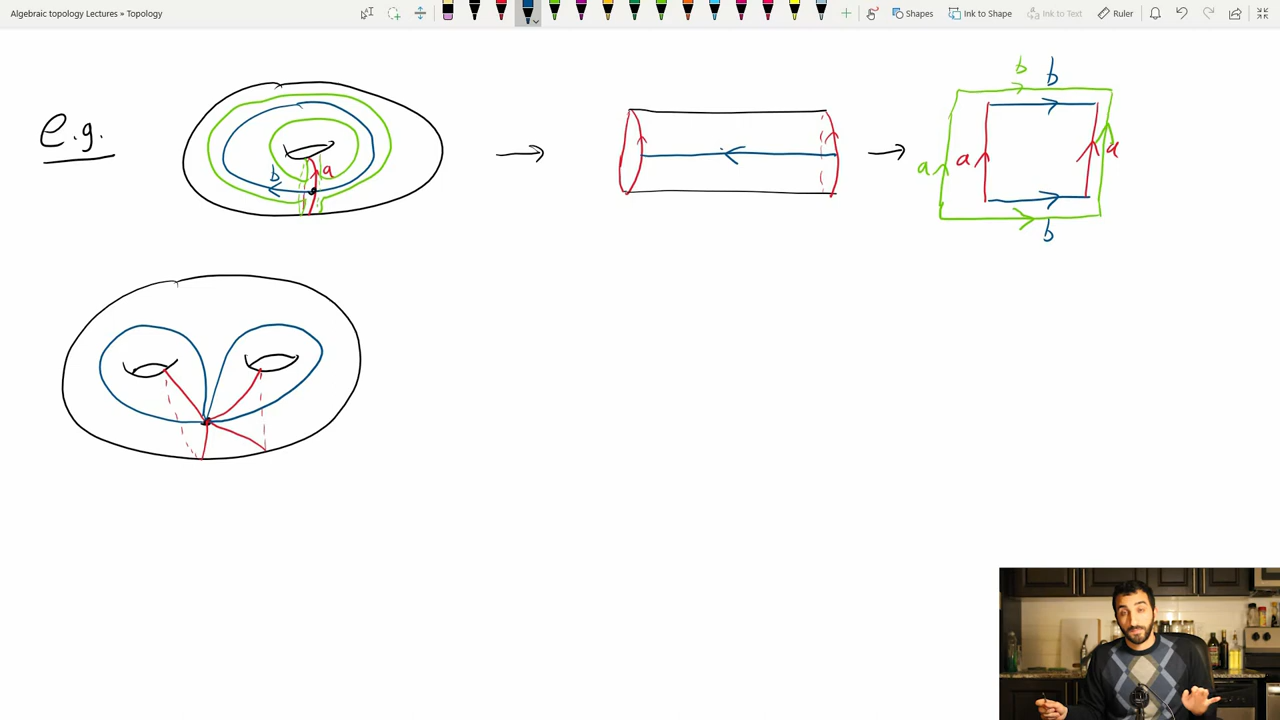 Algebraic topology Lectures » Topology
Shapes
Ink to Shape
Ink to Text
Ruler
e.g.
b
a
b
b
a
a
a
b